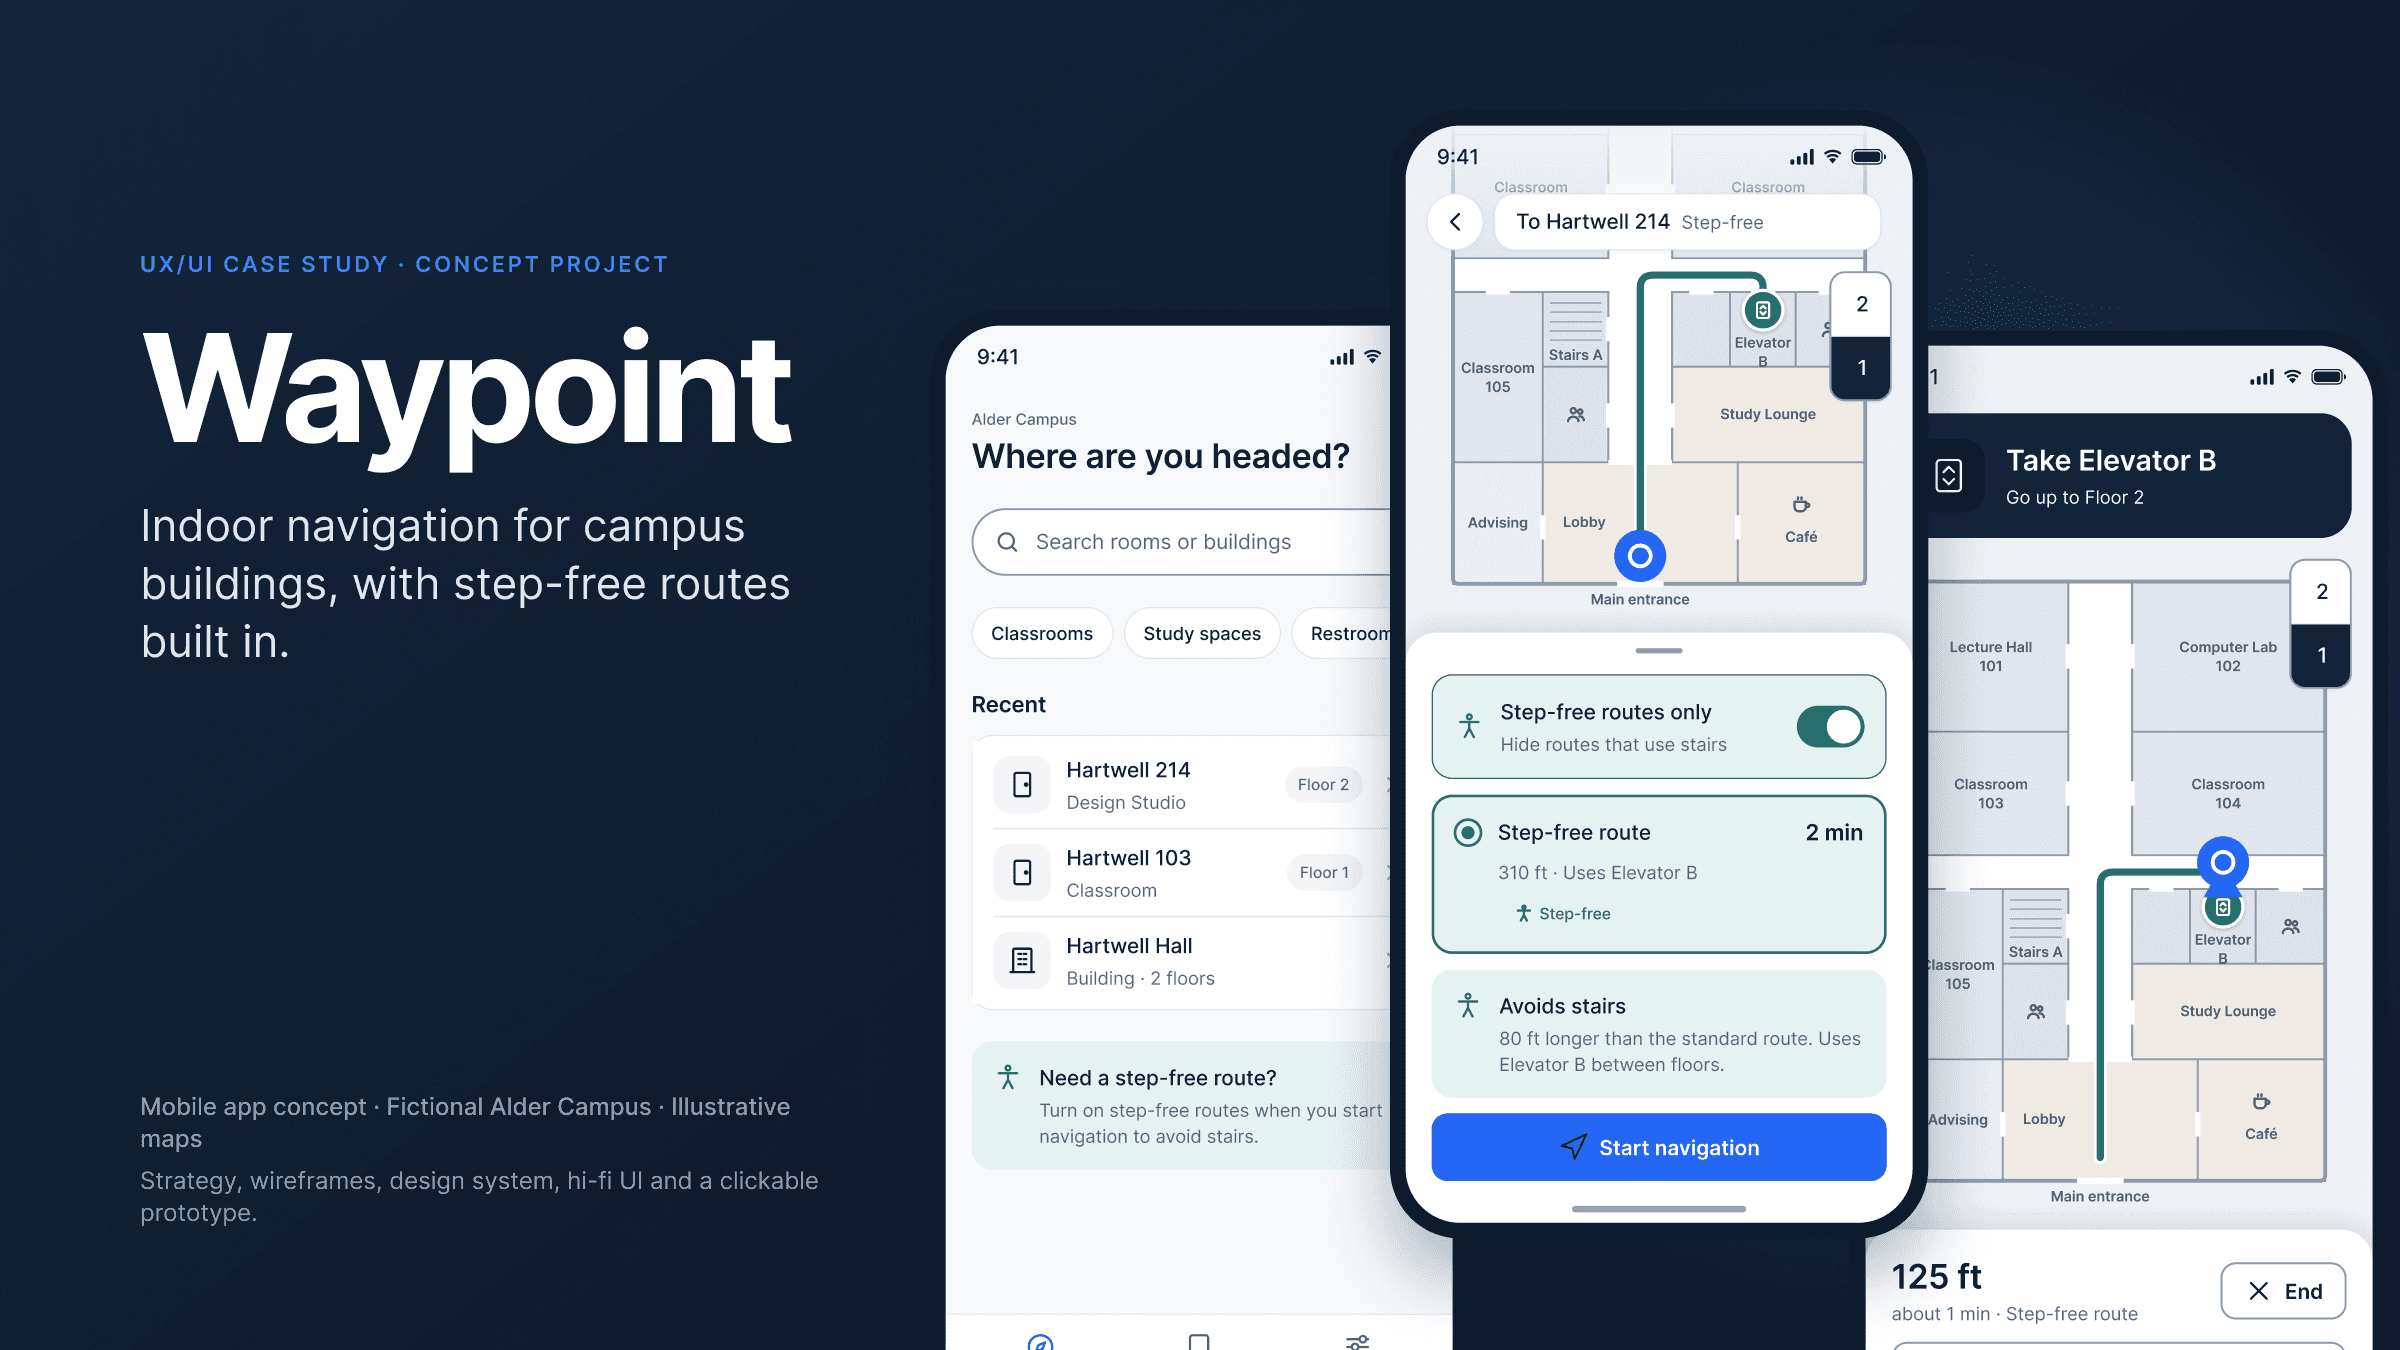 UX/UI CASE STUDY · CONCEPT PROJECT
Waypoint
Indoor navigation for campus
buildings, with step-free routes
built in.
Mobile app concept · Fictional Alder Campus · Illustrative
maps
Strategy, wireframes, design system, hi-fi UI and a clickable
prototype.
9:41
Alder Campus
Where are you headed?
Search rooms or buildings
Classrooms
Study spaces
Restroom
Recent
Hartwell 214
Design Studio
Floor 2
Hartwell 103
Classroom
Floor 1
Hartwell Hall
Building · 2 floors
Need a step-free route?
Turn on step-free routes when you start
navigation to avoid stairs.
9:41
Classroom
Classroom
To Hartwell 214 Step-free
2
1
Classroom
105
Stairs A
Elevator
B
Study Lounge
Advising
Lobby
Café
Main entrance
Step-free routes only
Hide routes that use stairs
Step-free route
2 min
310 ft · Uses Elevator B
Step-free
Avoids stairs
80 ft longer than the standard route. Uses
Elevator B between floors.
Start navigation
1
Take Elevator B
Go up to Floor 2
2
1
Lecture Hall
101
Computer Lab
102
Classroom
103
Classroom
104
Classroom
105
Stairs A
Elevator
B
Study Lounge
Advising
Lobby
Café
Main entrance
125 ft
about 1 min · Step-free route
End